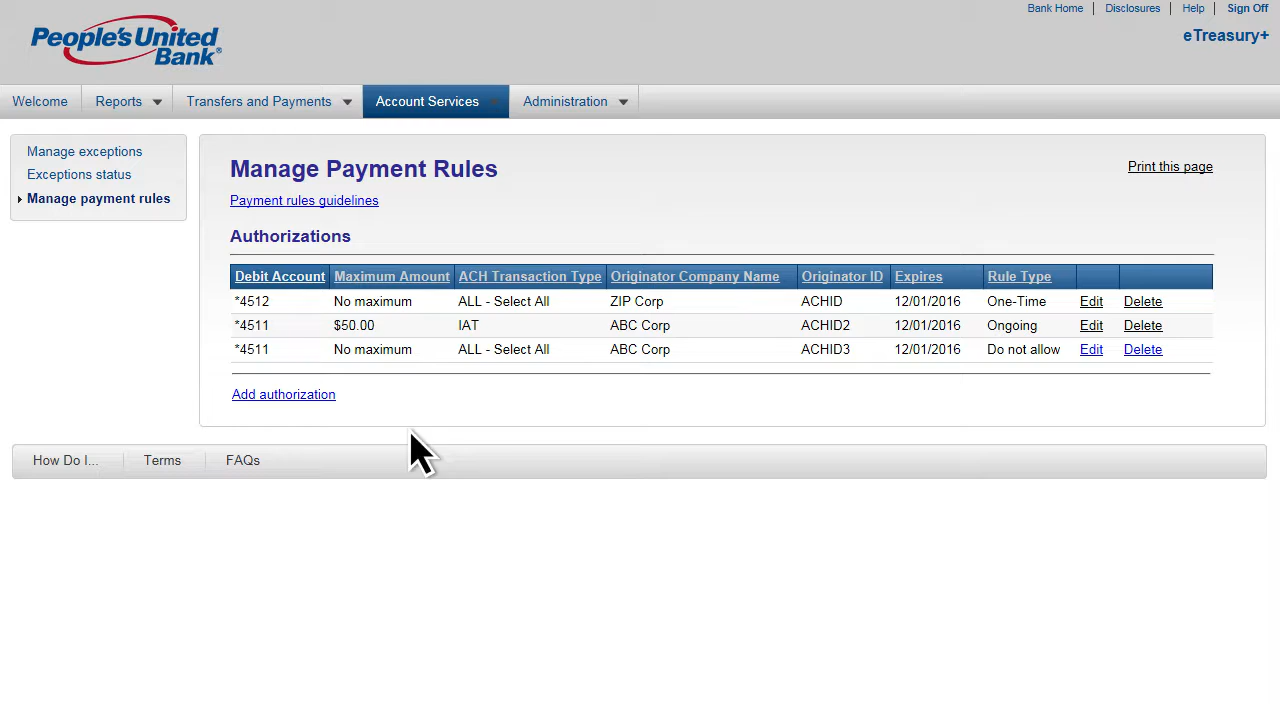 Bank Home Disclosures Help Sign Off
People's United Bank®
eTreasury+
Welcome Reports Transfers and Payments Account Services Administration
Manage exceptions
Exceptions status
Manage payment rules
Manage Payment Rules
Print this page
Payment rules guidelines
Authorizations
Debit Account Maximum Amount ACH Transaction Type Originator Company Name Originator ID Expires Rule Type
*4512 No maximum ALL - Select All ZIP Corp ACHID 12/01/2016 One-Time Edit Delete
*4511 $50.00 IAT ABC Corp ACHID2 12/01/2016 Ongoing Edit Delete
*4511 No maximum ALL - Select All ABC Corp ACHID3 12/01/2016 Do not allow Edit Delete
Add authorization
How Do I... Terms FAQs